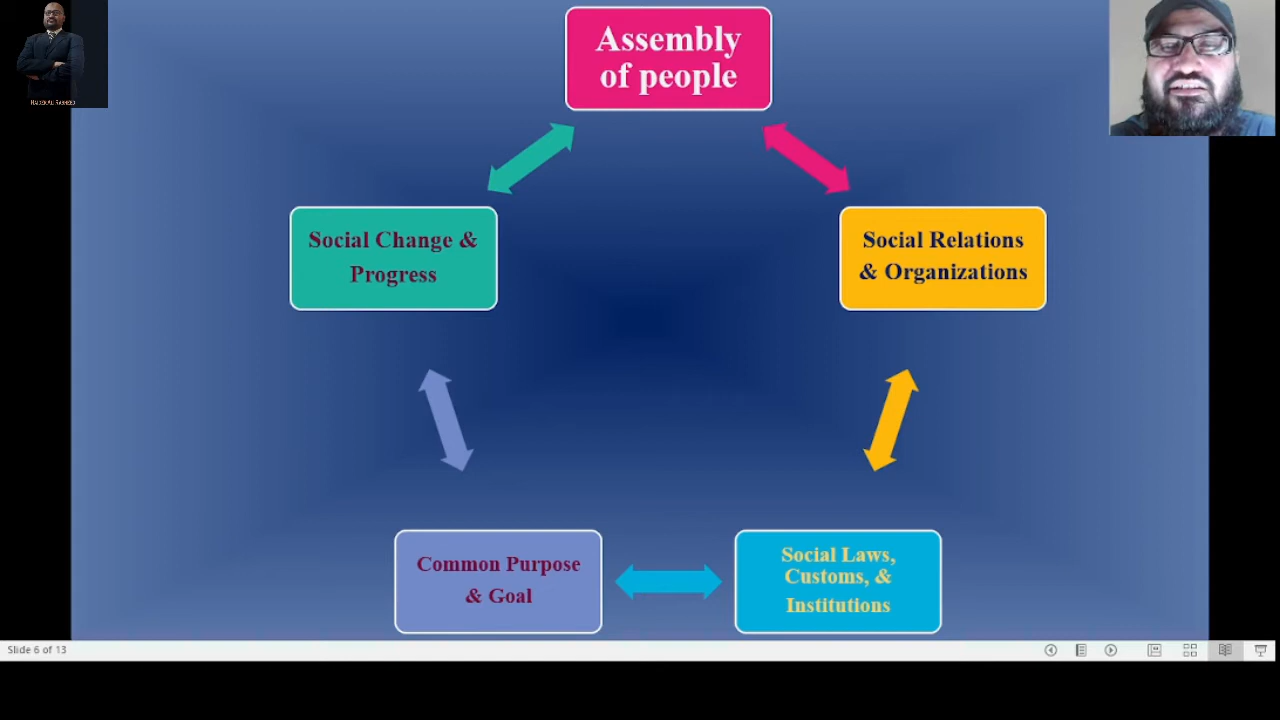 Assembly
of people
Social Change &
Progress
Social Relations
& Organizations
Common Purpose
& Goal
Social Laws,
Customs, &
Institutions
Slide 6 of 13